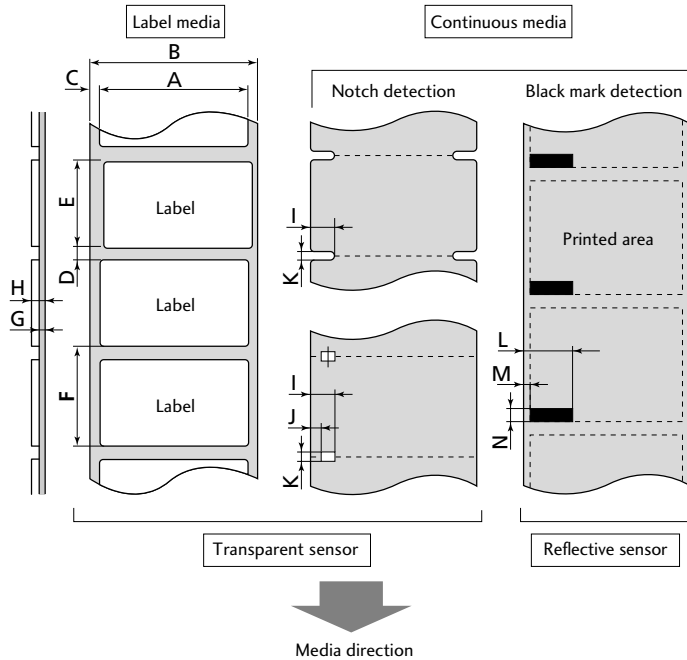 Label media
Continuous media
B
C
A
Notch detection
Black mark detection
E
Label
I
Printed area
D
K
H
Label
G
L
I
M
F
Label
J
N
K
Transparent sensor
Reflective sensor
Media direction